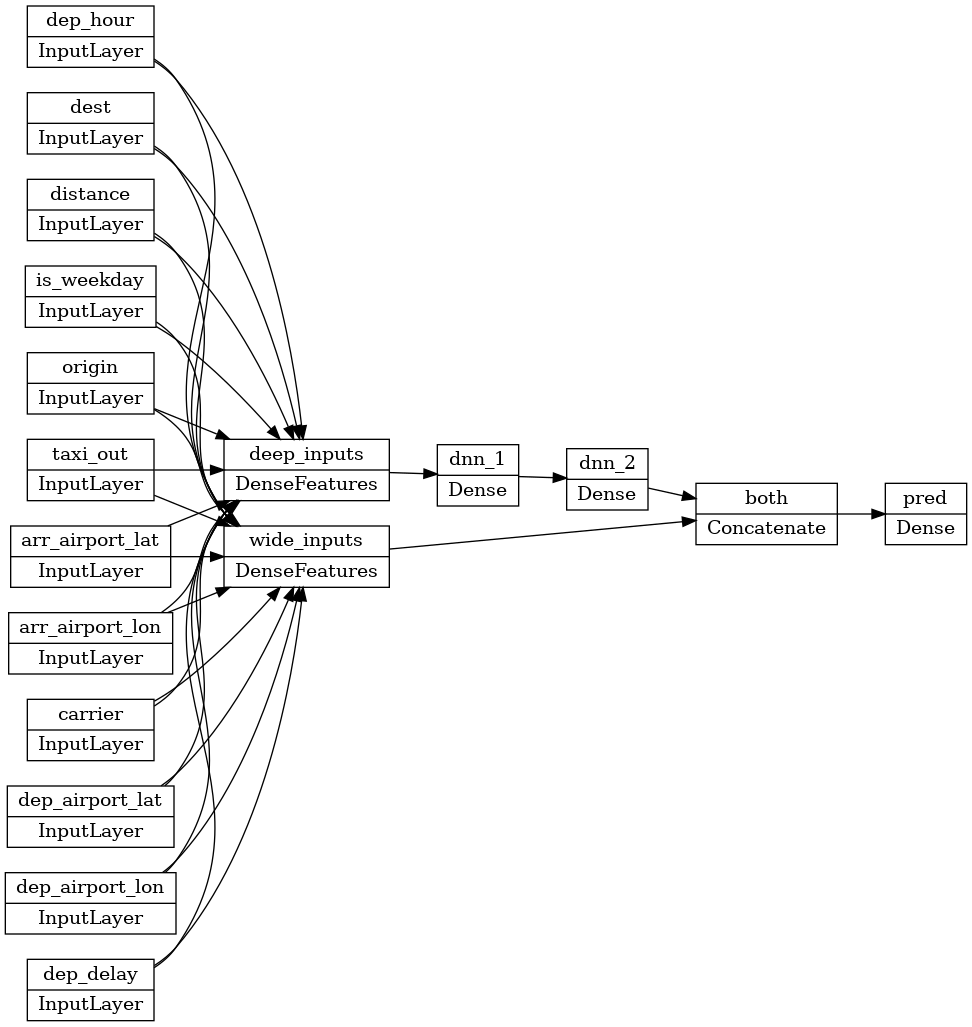 dep_hour
InputLayer
dest
InputLayer
distance
InputLayer
is_weekday
InputLayer
origin
InputLayer
taxi_out
InputLayer
arr_airport_lat
InputLayer
arr_airport_lon
InputLayer
carrier
InputLayer
dep_airport_lat
InputLayer
dep_airport_lon
InputLayer
dep_delay
InputLayer
deep_inputs
DenseFeatures
wide_inputs
DenseFeatures
dnn_1
Dense
dnn_2
Dense
both
Concatenate
pred
Dense